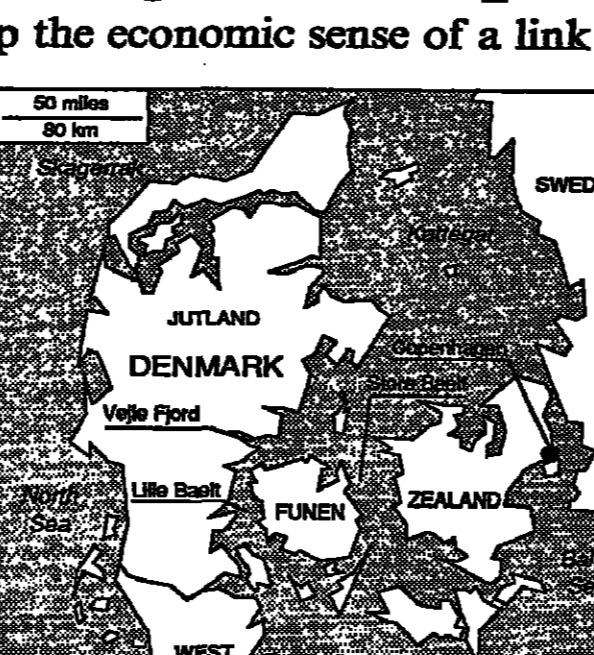 p the economic sense of a link
50 miles
80 km
Skagerrak
SWED
Kattegat
JUTLAND
Copenhagen
DENMARK
Store Baelt
Vejle Fjord
North
Sea
Lille Baelt
FUNEN
ZEALAND
Bal
WEST